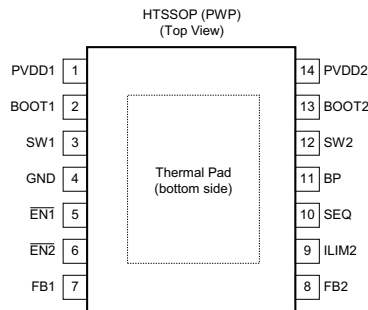 HTSSOP (PWP)
(Top View)
PVDD1 1 14 PVDD2
BOOT1 2 13 BOOT2
SW1 3 12 SW2
GND 4 11 BP
EN1 5 10 SEQ
EN2 6 9 ILIM2
FB1 7 8 FB2
Thermal Pad
(bottom side)